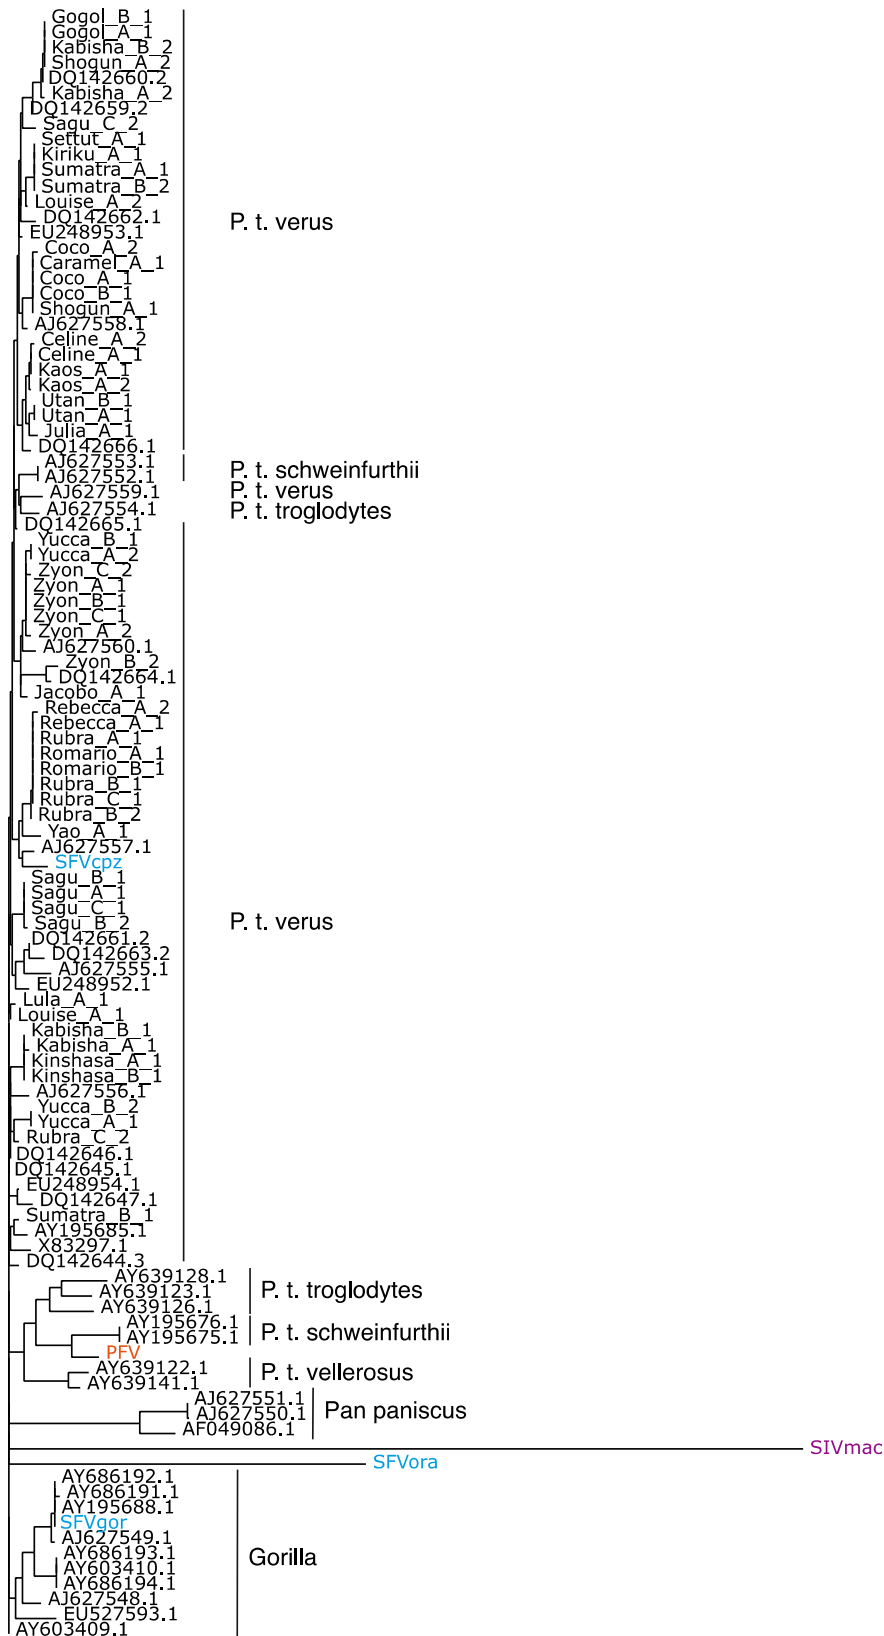 Gogol_B_1
Gogol_A_1
Kabisha_B_2
Shogun_A_2
DQ142660.2
Kabisha_A_2
DQ142659.2
Sagu_C_2
Settut_A_1
Kiriku_A_1
Sumatra_A_1
Sumatra_B_2
Louise_A_2
DQ142662.1
P. t. verus
EU248953.1
Coco_A_2
Caramel_A_1
Coco_A_1
Coco_B_1
Shogun_A_1
AJ627558.1
Celine_A_2
Celine_A_1
Kaos_A_1
Kaos_A_2
Utan_B_1
Utan_A_1
Julia_A_1
DQ142666.1
AJ627553.1
P. t. schweinfurthii
AJ627552.1
AJ627559.1 P. t. verus
AJ627554.1 P. t. troglodytes
DQ142665.1
Yucca_B_1
Yucca_A_2
Zyon_C_2
Zyon_A_1
Zyon_B_1
Zyon_C_1
Zyon_A_2
AJ627560.1
Zyon_B_2
DQ142664.1
Jacobo_A_1
Rebecca_A_2
Rebecca_A_1
Rubra_A_1
Romario_A_1
Romario_B_1
Rubra_B_1
Rubra_C_1
Rubra_B_2
Yao_A_1
AJ627557.1
SFVcpz
Sagu_B_1
Sagu_A_1
Sagu_C_1
Sagu_B_2 P. t. verus
DQ142661.2
DQ142663.2
AJ627555.1
EU248952.1
Lula_A_1
Louise_A_1
Kabisha_B_1
Kabisha_A_1
Kinshasa_A_1
Kinshasa_B_1
AJ627556.1
Yucca_B_2
Yucca_A_1
Rubra_C_2
DQ142646.1
DQ142645.1
EU248954.1
DQ142647.1
Sumatra_B_1
AY195685.1
X83297.1
DQ142644.3
AY639128.1
AY639123.1 P. t. troglodytes
AY639126.1
AY195676.1
P. t. schweinfurthii
AY195675.1
PFV
AY639122.1
P. t. vellerosus
AY639141.1
AJ627551.1
AJ627550.1 Pan paniscus
AF049086.1
SIVmac
SFVora
AY686192.1
AY686191.1
AY195688.1
SFVgor
AJ627549.1
AY686193.1
Gorilla
AY603410.1
AY686194.1
AJ627548.1
EU527593.1
AY603409.1